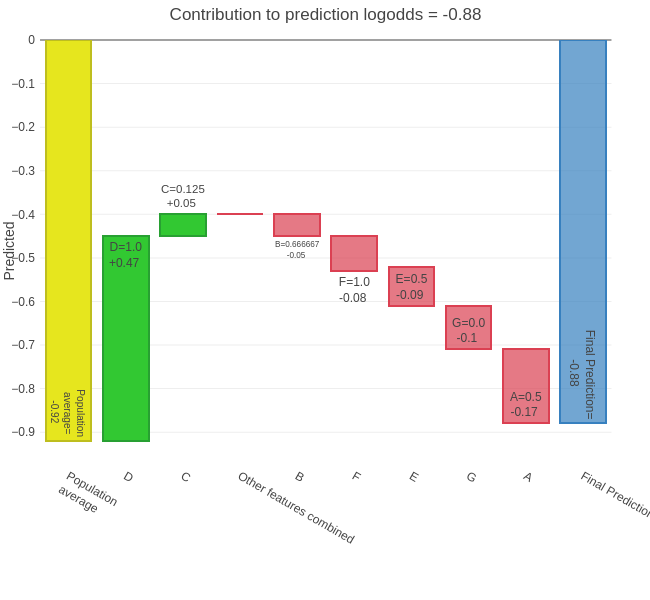 Contribution to prediction logodds = -0.88
Predicted
0
−0.1
−0.2
−0.3
−0.4
−0.5
−0.6
−0.7
−0.8
−0.9
Population
average=
-0.92
D=1.0
+0.47
C=0.125
+0.05
B=0.666667
-0.05
F=1.0
-0.08
E=0.5
-0.09
G=0.0
-0.1
A=0.5
-0.17
Final Prediction=
-0.88
Population
average
D
C
Other features combined
B
F
E
G
A
Final Prediction